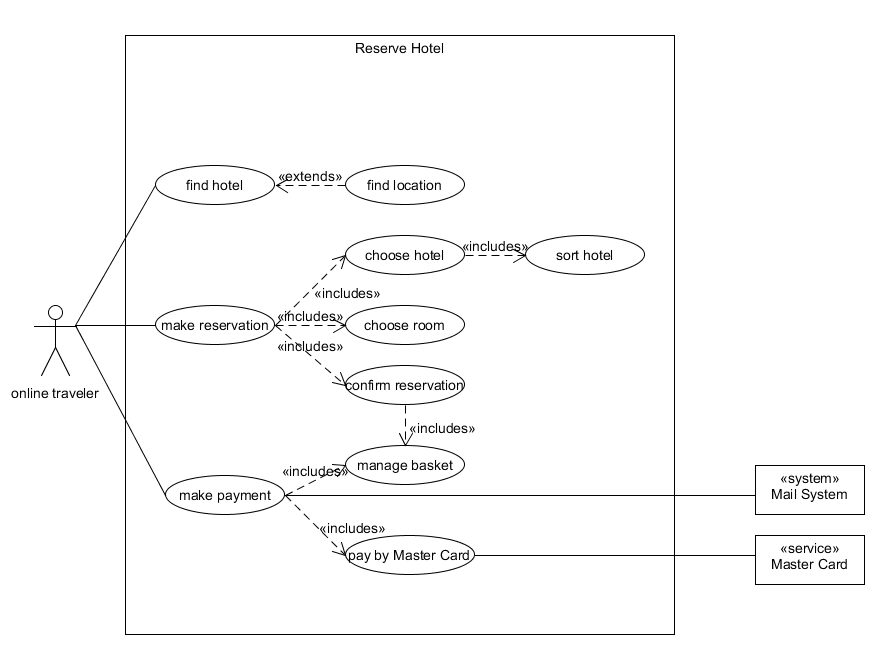 Reserve Hotel
find hotel
«extends»
find location
choose hotel
«includes»
sort hotel
«includes»
make reservation
«includes»
choose room
«includes»
confirm reservation
online traveler
«includes»
manage basket
«includes»
make payment
«system»
Mail System
«includes»
pay by Master Card
«service»
Master Card